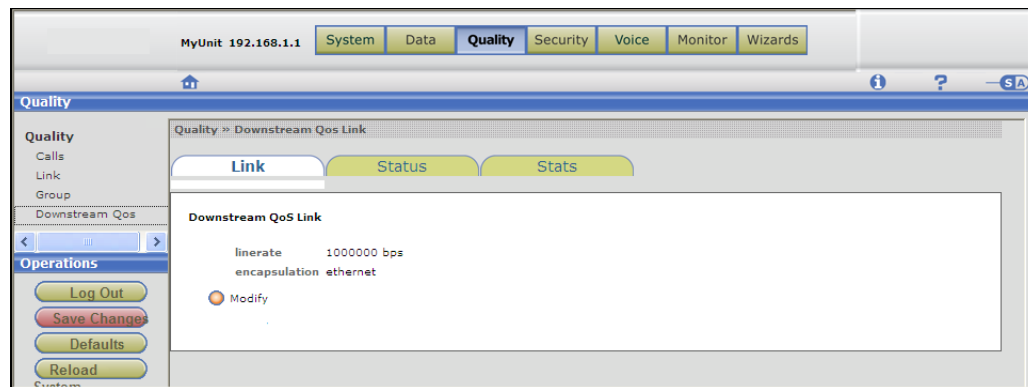 MyUnit 192.168.1.1 System Data Quality Security Voice Monitor Wizards
i ? SA
Quality
Quality
Calls
Link
Group
Downstream Qos
Operations
Log Out
Save Changes
Defaults
Reload
System
Quality » Downstream Qos Link
Link Status Stats
Downstream QoS Link
linerate 1000000 bps
encapsulation ethernet
Modify